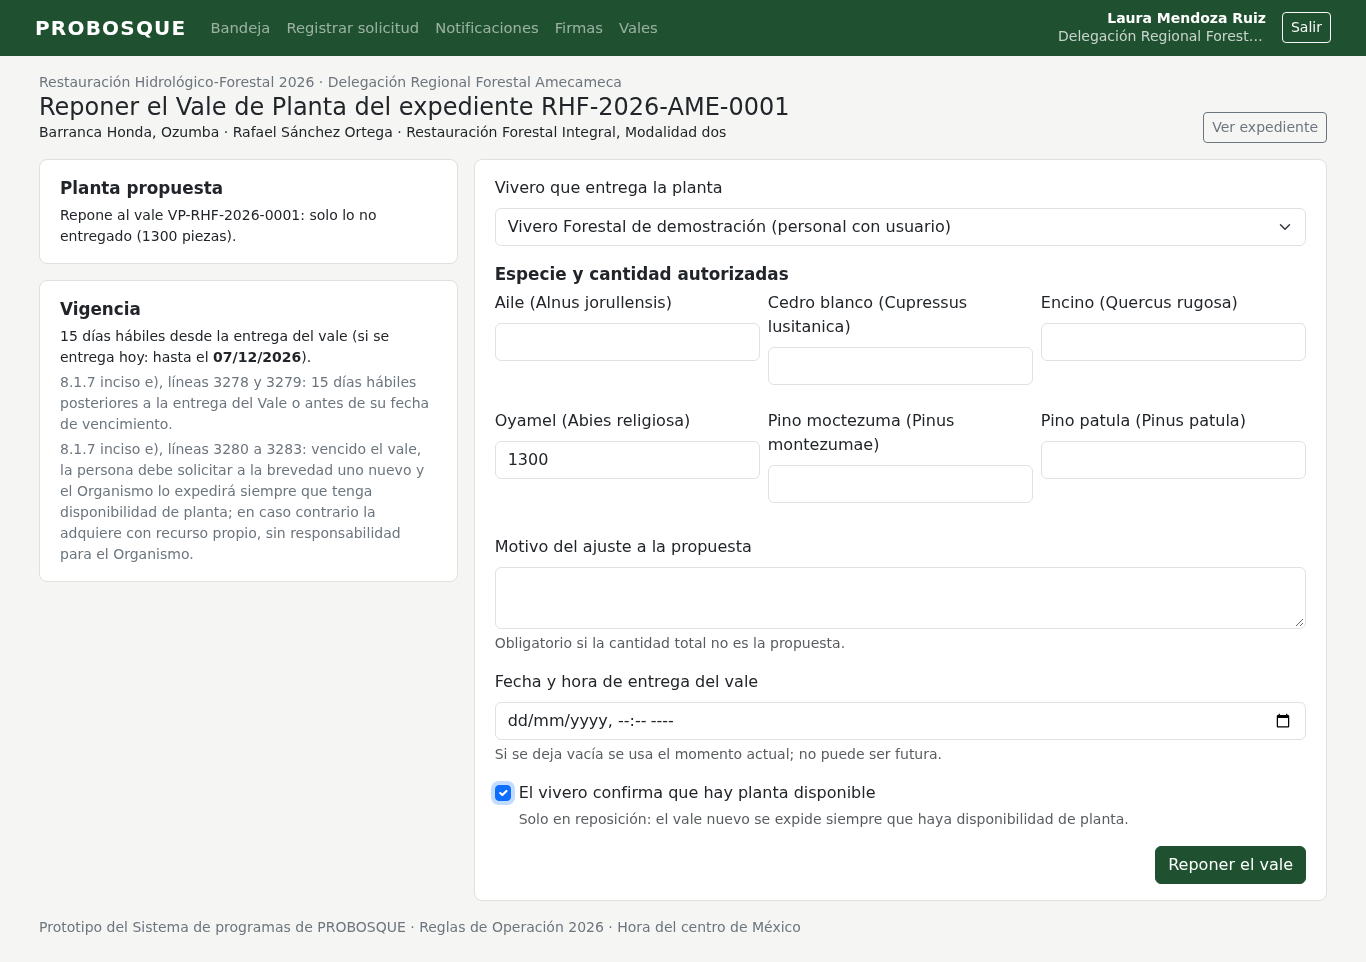 PROBOSQUE
Bandeja
Registrar solicitud
Notificaciones
Firmas
Vales
Laura Mendoza Ruiz
Delegación Regional Forest…
Salir
Restauración Hidrológico-Forestal 2026 · Delegación Regional Forestal Amecameca
Reponer el Vale de Planta del expediente RHF-2026-AME-0001
Barranca Honda, Ozumba · Rafael Sánchez Ortega · Restauración Forestal Integral, Modalidad dos
Ver expediente
Planta propuesta
Repone al vale VP-RHF-2026-0001: solo lo no
entregado (1300 piezas).
Vigencia
15 días hábiles desde la entrega del vale (si se
entrega hoy: hasta el 07/12/2026).
8.1.7 inciso e), líneas 3278 y 3279: 15 días hábiles
posteriores a la entrega del Vale o antes de su fecha
de vencimiento.
8.1.7 inciso e), líneas 3280 a 3283: vencido el vale,
la persona debe solicitar a la brevedad uno nuevo y
el Organismo lo expedirá siempre que tenga
disponibilidad de planta; en caso contrario la
adquiere con recurso propio, sin responsabilidad
para el Organismo.
Vivero que entrega la planta
Vivero Forestal de demostración (personal con usuario)
Especie y cantidad autorizadas
Aile (Alnus jorullensis)
Cedro blanco (Cupressus
lusitanica)
Encino (Quercus rugosa)
Oyamel (Abies religiosa)
1300
Pino moctezuma (Pinus
montezumae)
Pino patula (Pinus patula)
Motivo del ajuste a la propuesta
Obligatorio si la cantidad total no es la propuesta.
Fecha y hora de entrega del vale
dd/mm/yyyy, --:-- ----
Si se deja vacía se usa el momento actual; no puede ser futura.
El vivero confirma que hay planta disponible
Solo en reposición: el vale nuevo se expide siempre que haya disponibilidad de planta.
Reponer el vale
Prototipo del Sistema de programas de PROBOSQUE · Reglas de Operación 2026 · Hora del centro de México